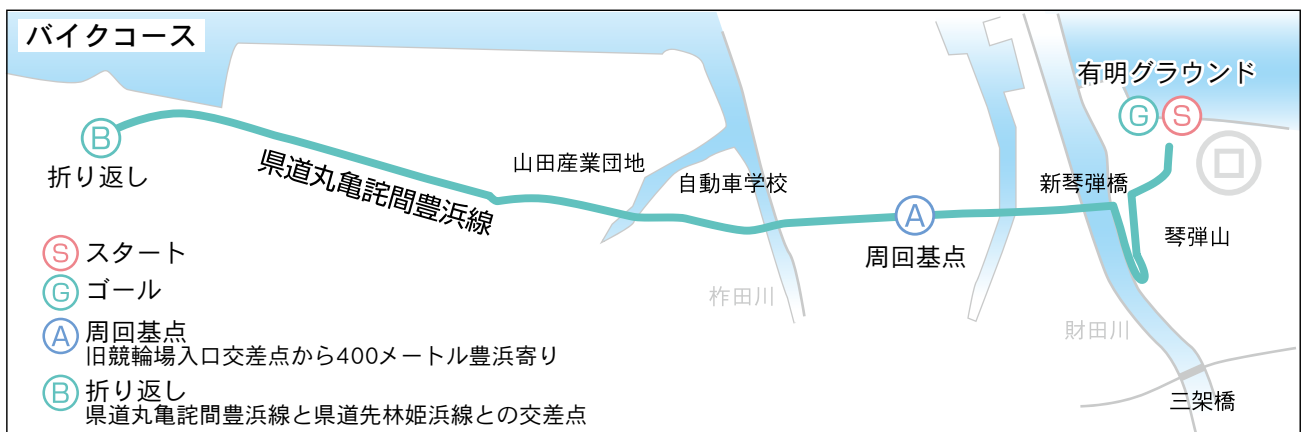 バイクコース
有明グラウンド
G S
B
折り返し
県道丸亀詫間豊浜線
山田産業団地
自動車学校
新琴弾橋
A
周回基点
琴弾山
柞田川
財田川
三架橋
S スタート
G ゴール
A 周回基点
旧競輪場入口交差点から400メートル豊浜寄り
B 折り返し
県道丸亀詫間豊浜線と県道先林姫浜線との交差点